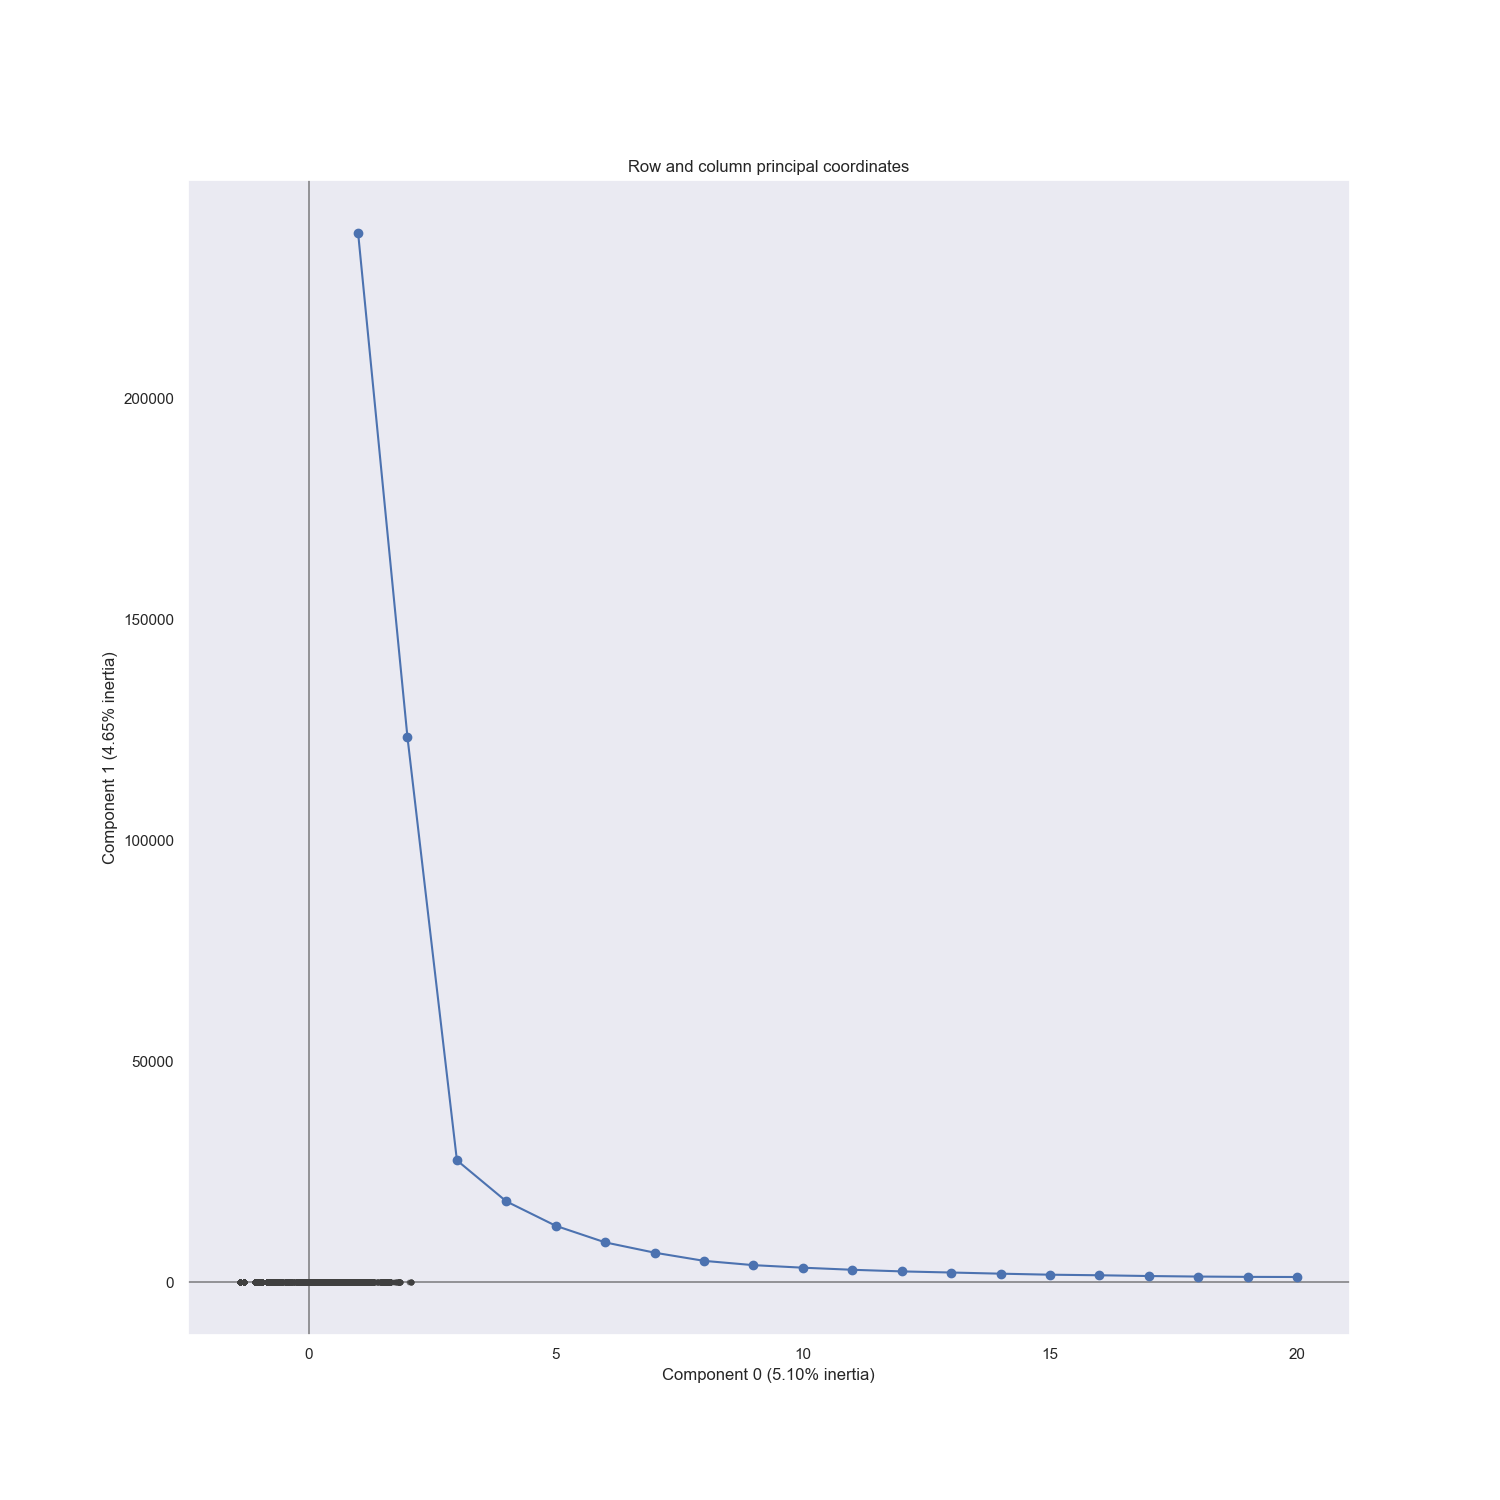 Row and column principal coordinates
200000
150000
100000
50000
0
Component 1 (4.65% inertia)
0 5 10 15 20
Component 0 (5.10% inertia)